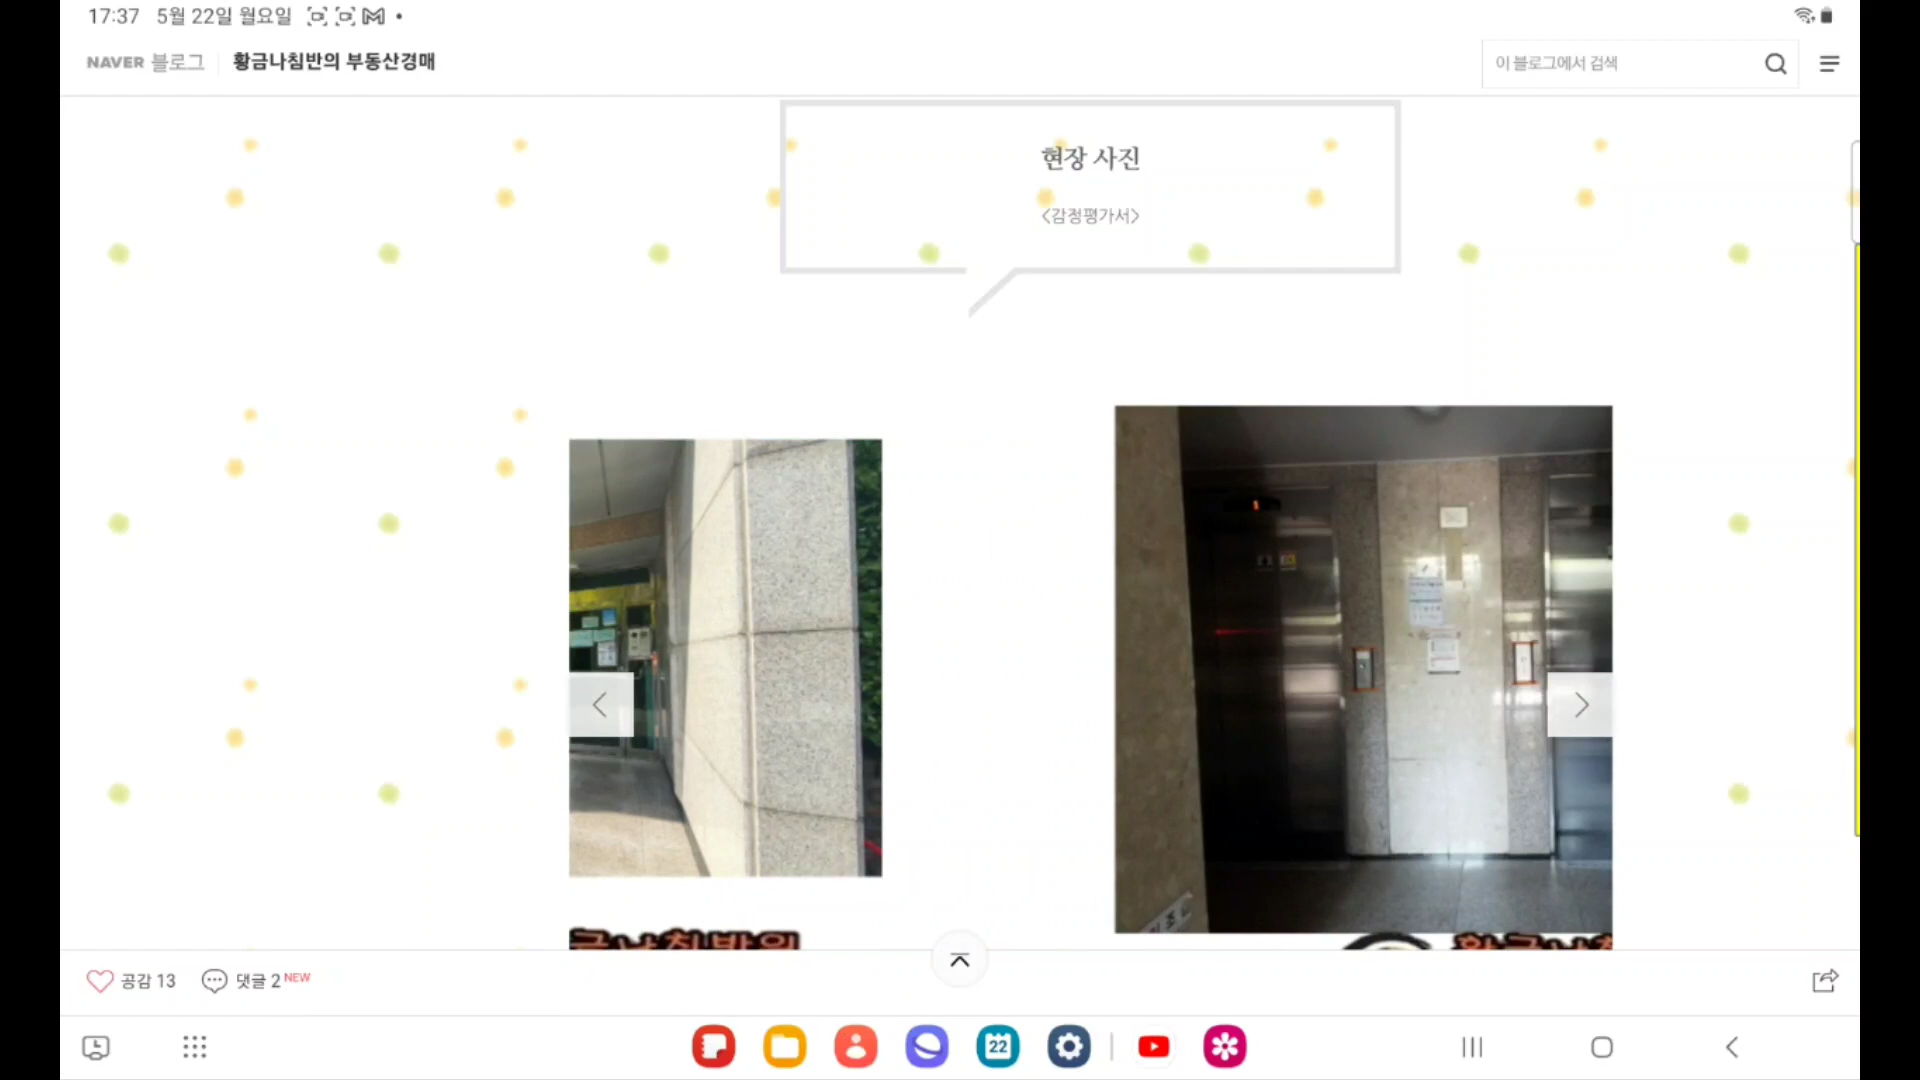 17:37 5월 22일 월요일
NAVER 블로그 황금나침반의 부동산경매
이 블로그에서 검색
현장 사진
<감정평가서>
공감 13 댓글 2 NEW
22